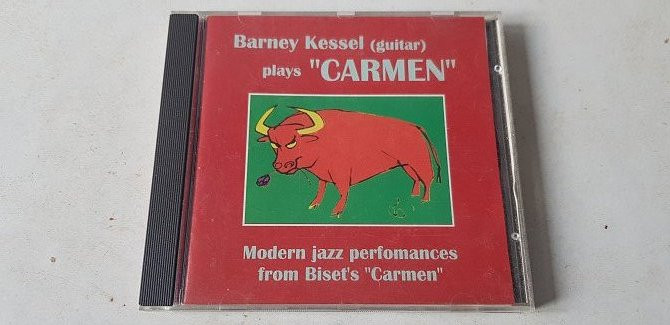 Barney Kessel (guitar)
plays "CARMEN"
Modern jazz perfomances
from Biset's "Carmen"